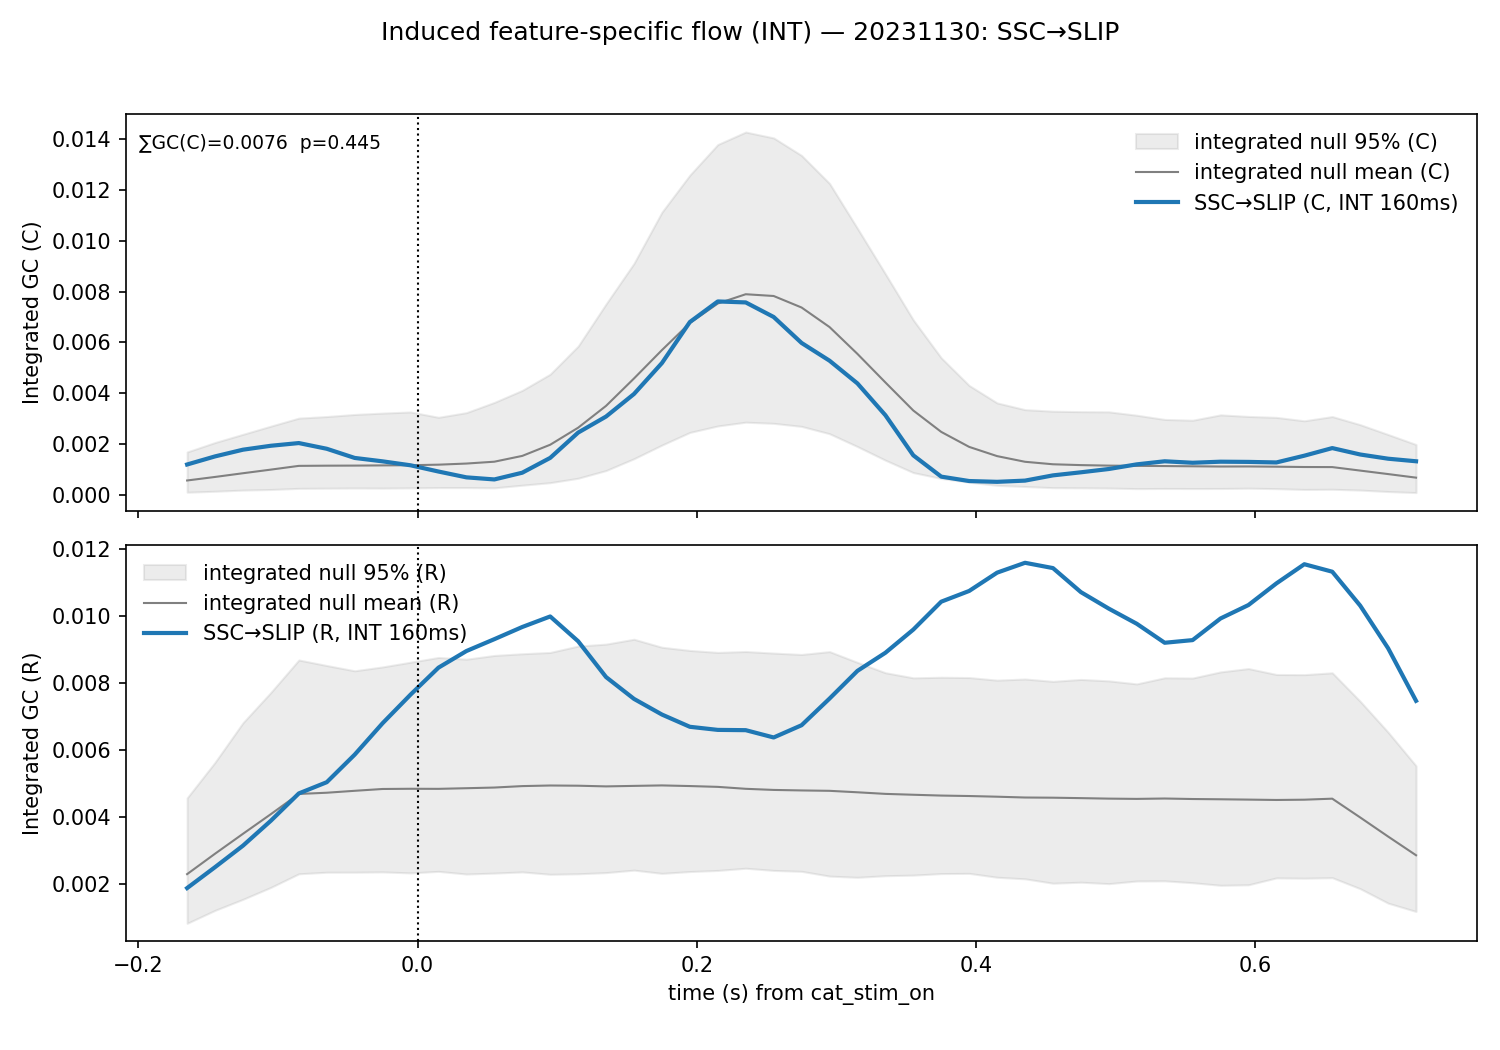 Induced feature-specific flow (INT) — 20231130: SSC→SLIP
∑GC(C)=0.0076  p=0.445
integrated null 95% (C)
integrated null mean (C)
SSC→SLIP (C, INT 160ms)
Integrated GC (C)
0.014
0.012
0.010
0.008
0.006
0.004
0.002
0.000
integrated null 95% (R)
integrated null mean (R)
SSC→SLIP (R, INT 160ms)
Integrated GC (R)
0.012
0.010
0.008
0.006
0.004
0.002
−0.2
0.0
0.2
0.4
0.6
time (s) from cat_stim_on